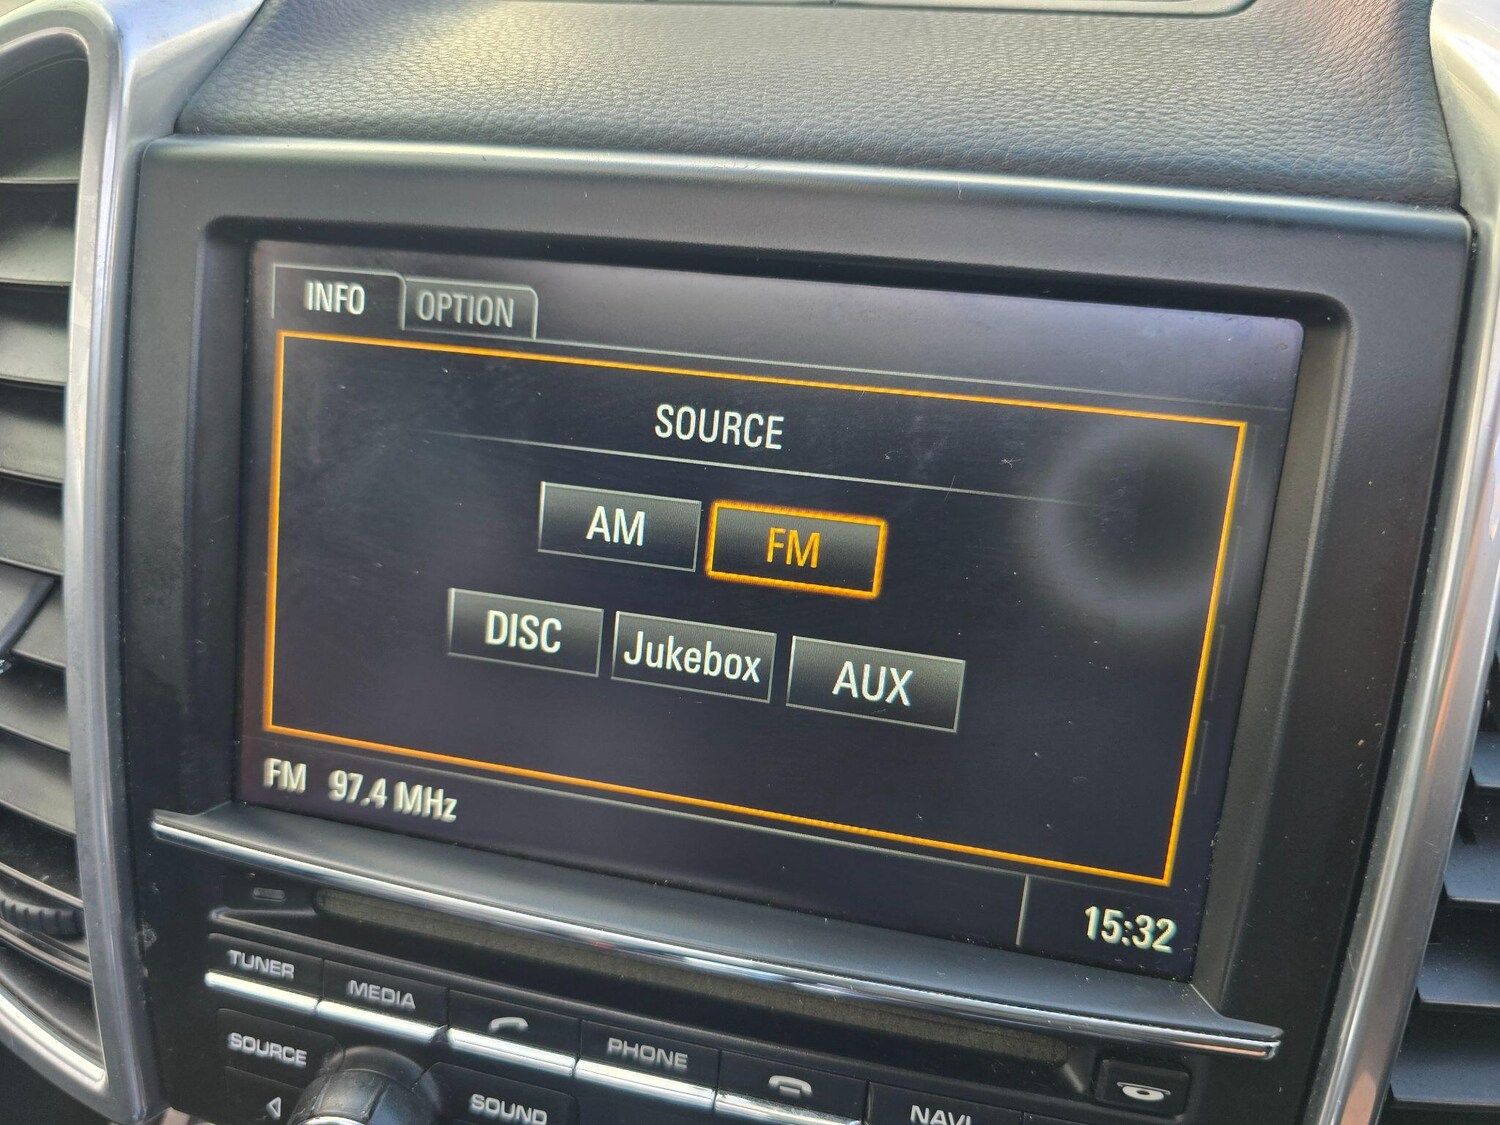 INFO OPTION
SOURCE
AM FM
DISC Jukebox AUX
FM 97.4 MHz
15:32
TUNER MEDIA PHONE NAVI
SOURCE SOUND